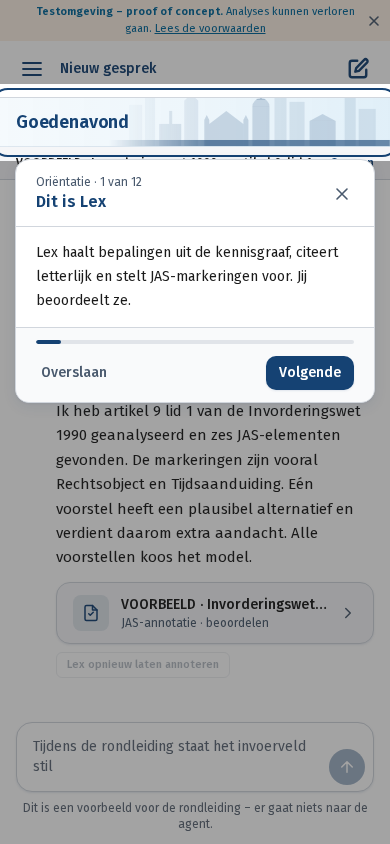 Testomgeving – proof of concept. Analyses kunnen verloren
gaan. Lees de voorwaarden
Nieuw gesprek
Goedenavond
Oriëntatie · 1 van 12
Dit is Lex
Lex haalt bepalingen uit de kennisgraaf, citeert
letterlijk en stelt JAS-markeringen voor. Jij
beoordeelt ze.
Overslaan
Volgende
Ik heb artikel 9 lid 1 van de Invorderingswet
1990 geanalyseerd en zes JAS-elementen
gevonden. De markeringen zijn vooral
Rechtsobject en Tijdsaanduiding. Eén
voorstel heeft een plausibel alternatief en
verdient daarom extra aandacht. Alle
voorstellen koos het model.
VOORBEELD · Invorderingswet...
JAS-annotatie · beoordelen
Lex opnieuw laten annoteren
Tijdens de rondleiding staat het invoerveld
stil
Dit is een voorbeeld voor de rondleiding – er gaat niets naar de
agent.